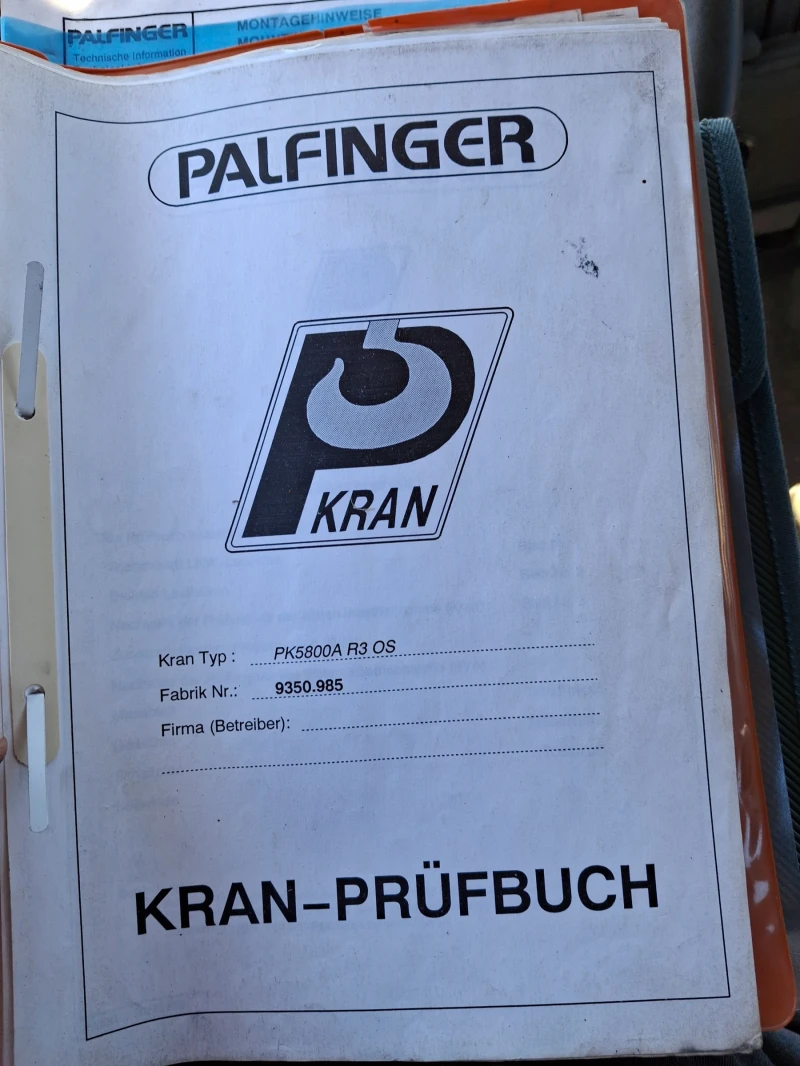 PALFINGER
Technische Information
MONTAGEHINWEISE
PALFINGER
KRAN
Kran Typ : PK5800A R3 OS
Fabrik Nr.: 9350.985
Firma (Betreiber):
KRAN-PRÜFBUCH